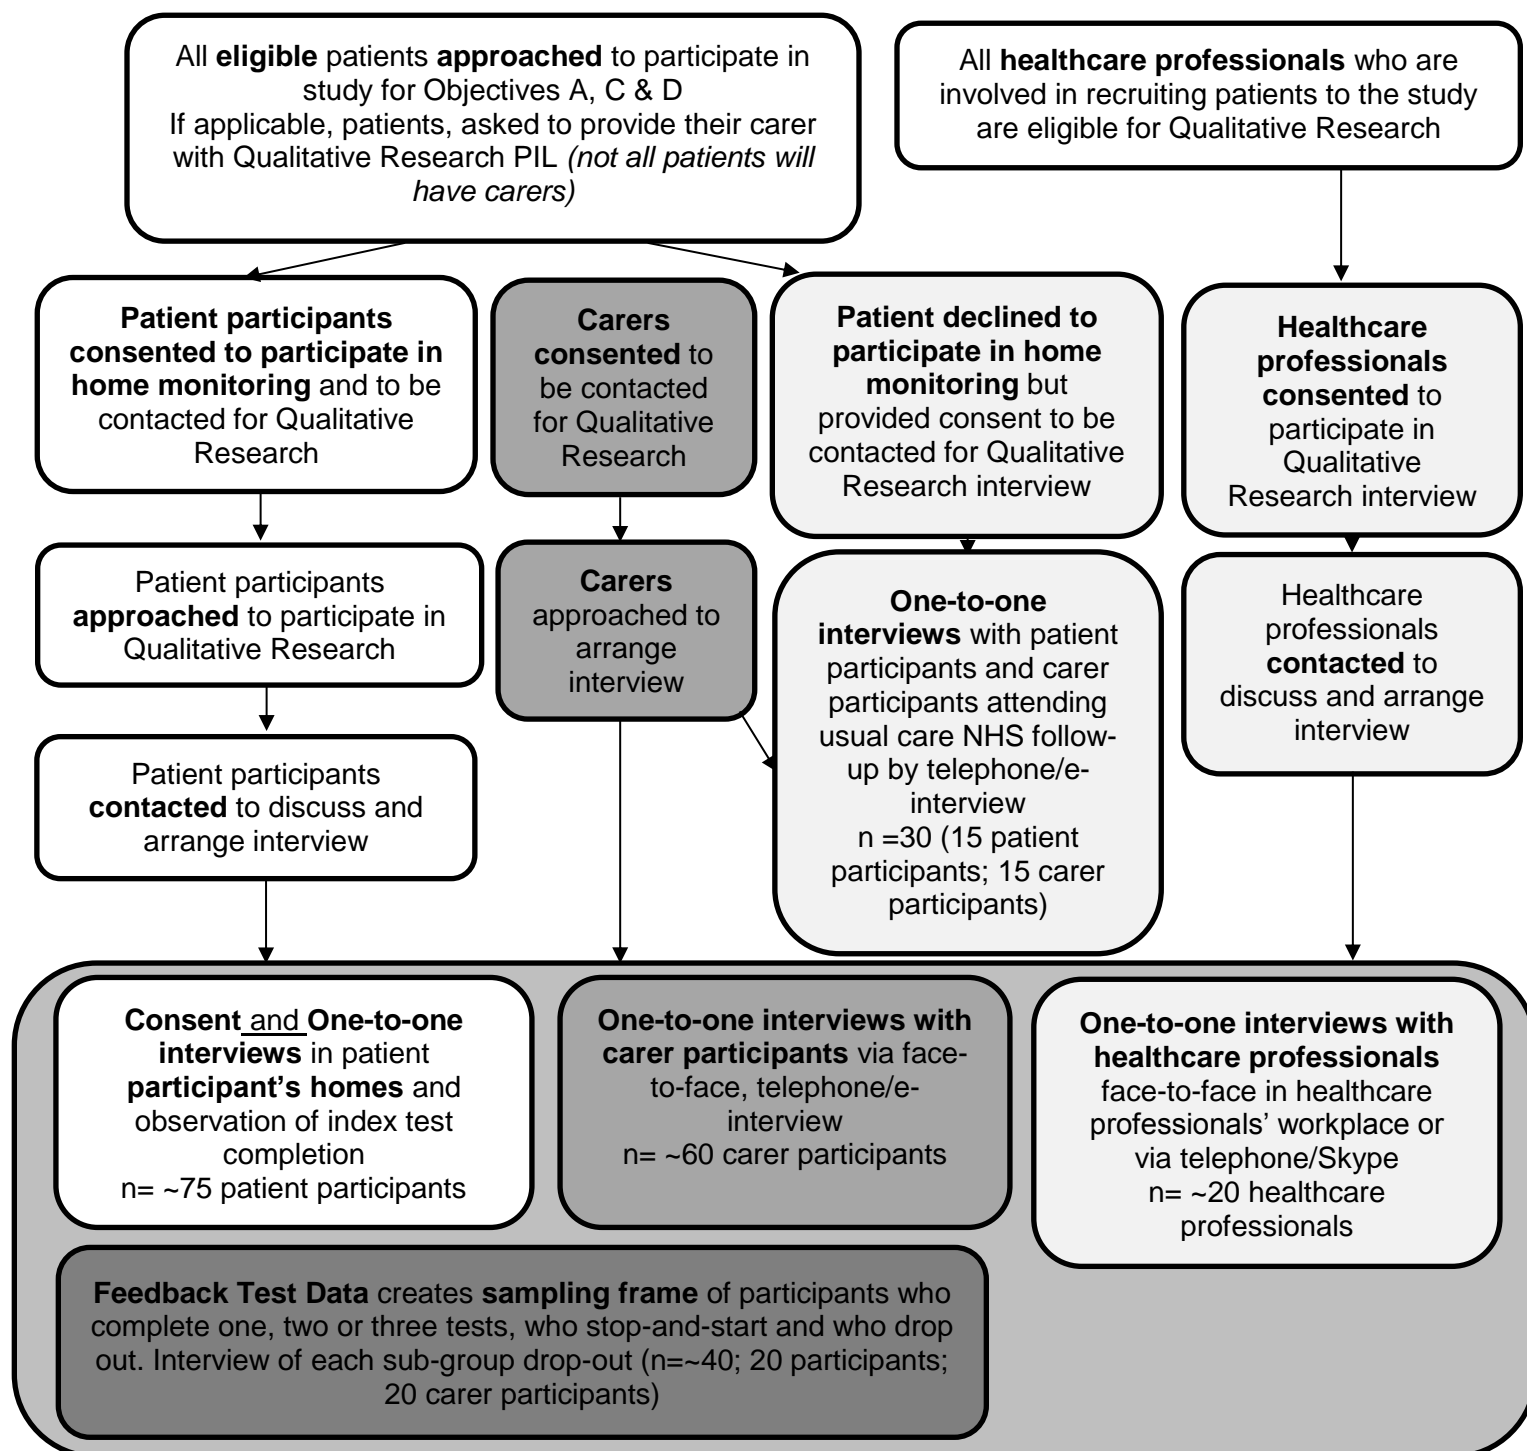 All eligible patients approached to participate in
study for Objectives A, C & D
If applicable, patients, asked to provide their carer
with Qualitative Research PIL (not all patients will
have carers)
All healthcare professionals who are
involved in recruiting patients to the study
are eligible for Qualitative Research
Patient participants
consented to participate in
home monitoring and to be
contacted for Qualitative
Research
Carers
consented to
be contacted
for Qualitative
Research
Patient declined to
participate in home
monitoring but
provided consent to be
contacted for Qualitative
Research interview
Healthcare
professionals
consented to
participate in
Qualitative
Research interview
Patient participants
approached to participate in
Qualitative Research
Carers
approached to
arrange
interview
One-to-one
interviews with patient
participants and carer
participants attending
usual care NHS follow-
up by telephone/e-
interview
n =30 (15 patient
participants; 15 carer
participants)
Healthcare
professionals
contacted to
discuss and arrange
interview
Patient participants
contacted to discuss and
arrange interview
Consent and One-to-one
interviews in patient
participant’s homes and
observation of index test
completion
n= ~75 patient participants
One-to-one interviews with
carer participants via face-
to-face, telephone/e-
interview
n= ~60 carer participants
One-to-one interviews with
healthcare professionals
face-to-face in healthcare
professionals’ workplace or
via telephone/Skype
n= ~20 healthcare
professionals
Feedback Test Data creates sampling frame of participants who
complete one, two or three tests, who stop-and-start and who drop
out. Interview of each sub-group drop-out (n=~40; 20 participants;
20 carer participants)